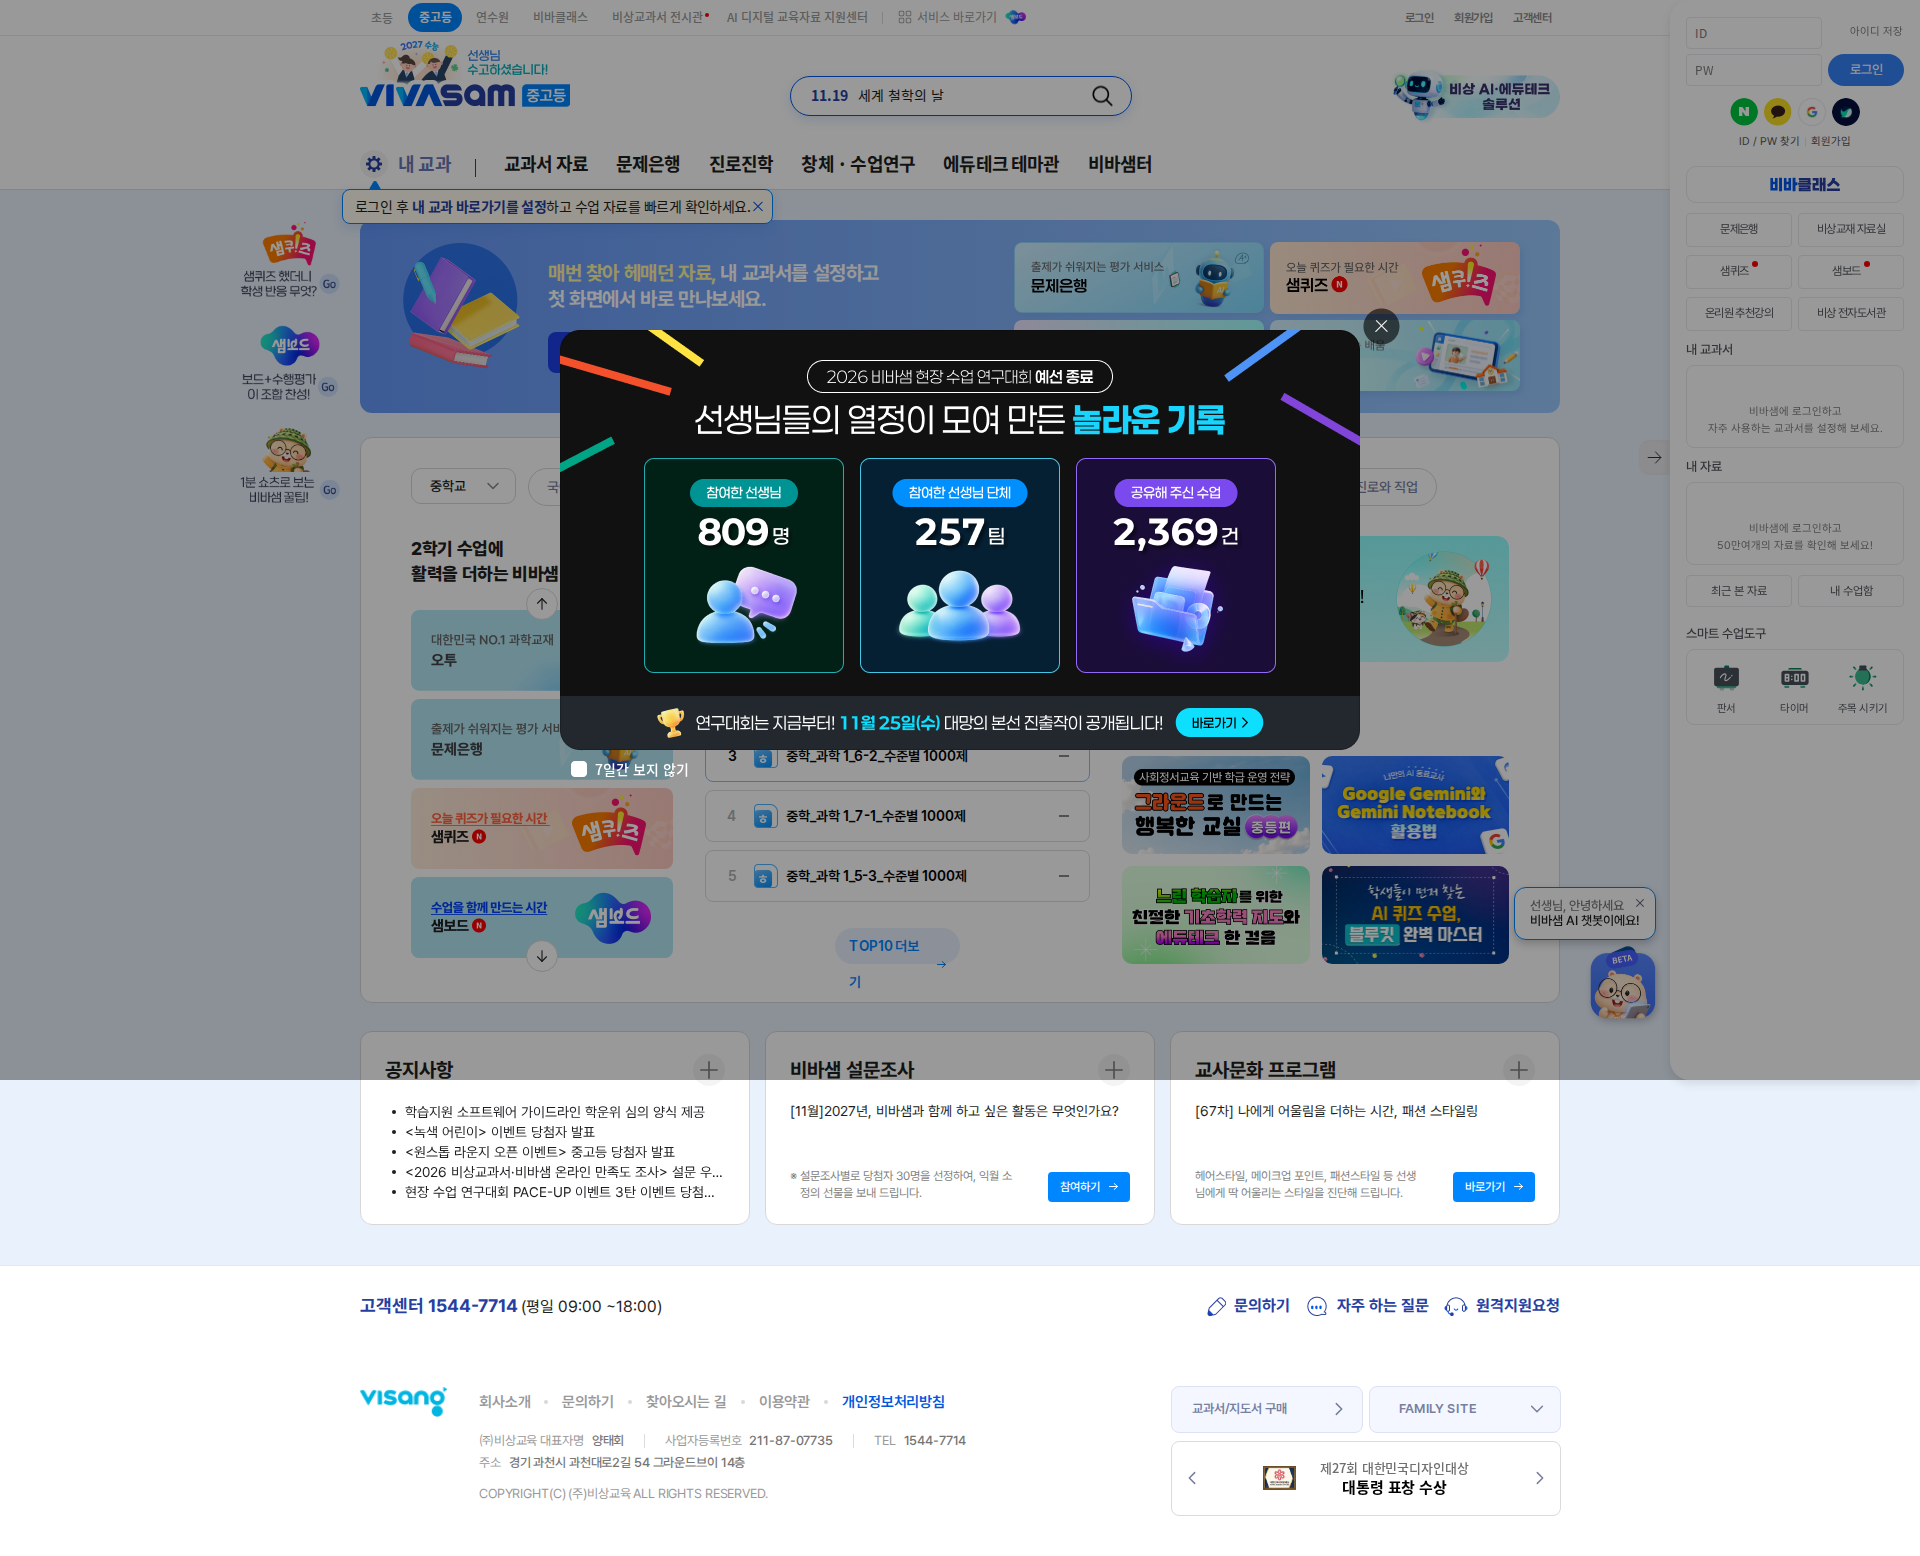 초등
중고등
연수원
비바클래스
비상교과서 전시관
AI 디지털 교육자료 지원센터
서비스 바로가기
로그인
회원가입
고객센터
2027 수능
선생님
수고하셨습니다!
VIVASAM 중고등
11.19 세계 철학의 날
비상 AI·에듀테크
솔루션
내 교과
교과서 자료
문제은행
진로진학
창체 · 수업연구
에듀테크 테마관
비바샘터
로그인 후 내 교과 바로가기를 설정하고 수업 자료를 빠르게 확인하세요.
샘퀴즈
샘퀴즈 했더니
학생 반응 무엇?
Go
샘보드
보드+수행평가
이 조합 찬성!
Go
1분 쇼츠로 보는
비바샘 꿀팁!
Go
매번 찾아 헤매던 자료, 내 교과서를 설정하고
첫 화면에서 바로 만나보세요.
출제가 쉬워지는 평가 서비스
문제은행
오늘 퀴즈가 필요한 시간
샘퀴즈 N
샘퀴즈
배움
2026 비바샘 현장 수업 연구대회 예선 종료
선생님들의 열정이 모여 만든 놀라운 기록
참여한 선생님
809명
참여한 선생님 단체
257팀
공유해 주신 수업
2,369건
연구대회는 지금부터! 11월 25일(수) 대망의 본선 진출작이 공개됩니다!
바로가기
7일간 보지 않기
중학교
국
진로와 직업
2학기 수업에
활력을 더하는 비바샘
대한민국 NO.1 과학교재
오투
출제가 쉬워지는 평가 서비
문제은행
오늘 퀴즈가 필요한 시간
샘퀴즈 N
샘퀴즈
수업을 함께 만드는 시간
샘보드 N
샘보드
3 중학_과학 1_6-2_수준별 1000제
4 중학_과학 1_7-1_수준별 1000제
5 중학_과학 1_5-3_수준별 1000제
TOP10 더보
기
!
사회정서교육 기반 학급 운영 전략
그라운드로 만드는
행복한 교실 중등편
나만의 AI 동료교사
Google Gemini와
Gemini Notebook
활용법
느린 학습자를 위한
친절한 기초학력 지도와
에듀테크 한 걸음
학생들이 먼저 찾는
AI 퀴즈 수업,
블루킷 완벽 마스터
선생님, 안녕하세요
비바샘 AI 챗봇이에요!
BETA
ID
아이디 저장
PW
로그인
ID / PW 찾기
회원가입
비바클래스
문제은행
비상교재 자료실
샘퀴즈
샘보드
온리원 추천강의
비상 전자도서관
내 교과서
비바샘에 로그인하고
자주 사용하는 교과서를 설정해 보세요.
내 자료
비바샘에 로그인하고
50만여개의 자료를 확인해 보세요!
최근 본 자료
내 수업함
스마트 수업도구
8:00
판서
타이머
주목 시키기
공지사항
• 학습지원 소프트웨어 가이드라인 학운위 심의 양식 제공
• <녹색 어린이> 이벤트 당첨자 발표
• <원스톱 라운지 오픈 이벤트> 중고등 당첨자 발표
• <2026 비상교과서·비바샘 온라인 만족도 조사> 설문 우...
• 현장 수업 연구대회 PACE-UP 이벤트 3탄 이벤트 당첨...
비바샘 설문조사
[11월]2027년, 비바샘과 함께 하고 싶은 활동은 무엇인가요?
※ 설문조사별로 당첨자 30명을 선정하여, 익월 소
정의 선물을 보내 드립니다.
참여하기
교사문화 프로그램
[67차] 나에게 어울림을 더하는 시간, 패션 스타일링
헤어스타일, 메이크업 포인트, 패션스타일 등 선생
님에게 딱 어울리는 스타일을 진단해 드립니다.
바로가기
고객센터 1544-7714 (평일 09:00 ~18:00)
문의하기
자주 하는 질문
원격지원요청
visang
회사소개
문의하기
찾아오시는 길
이용약관
개인정보처리방침
㈜비상교육 대표자명 양태회
사업자등록번호 211-87-07735
TEL 1544-7714
주소 경기 과천시 과천대로2길 54 그라운드브이 14층
COPYRIGHT(C) (주)비상교육 ALL RIGHTS RESERVED.
교과서/지도서 구매
FAMILY SITE
제27회 대한민국디자인대상
대통령 표창 수상